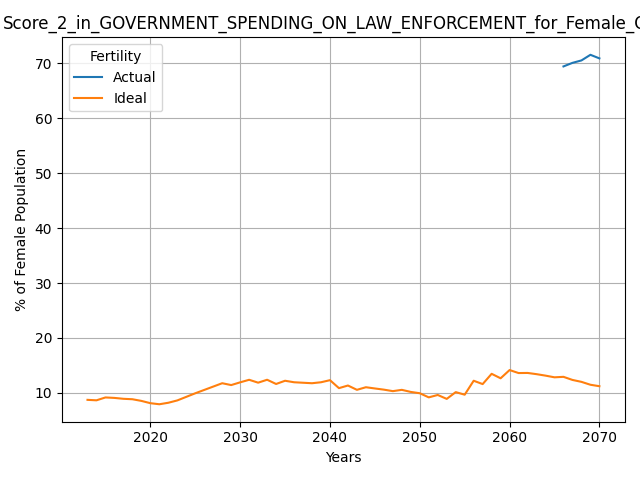 Score_2_in_GOVERNMENT_SPENDING_ON_LAW_ENFORCEMENT_for_Female_
Fertility
Actual
Ideal
70
60
50
40
30
20
10
% of Female Population
2020 2030 2040 2050 2060 2070
Years